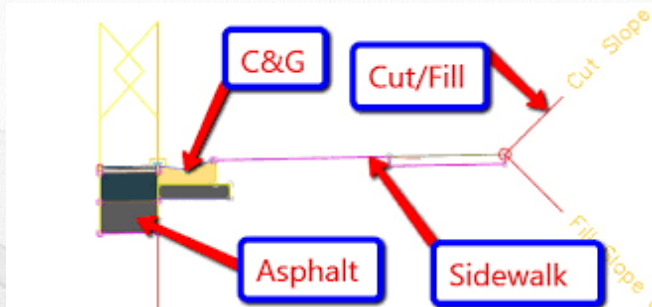 C&G
Cut/Fill
Cut Slope
Asphalt
Sidewalk
Fill Slope